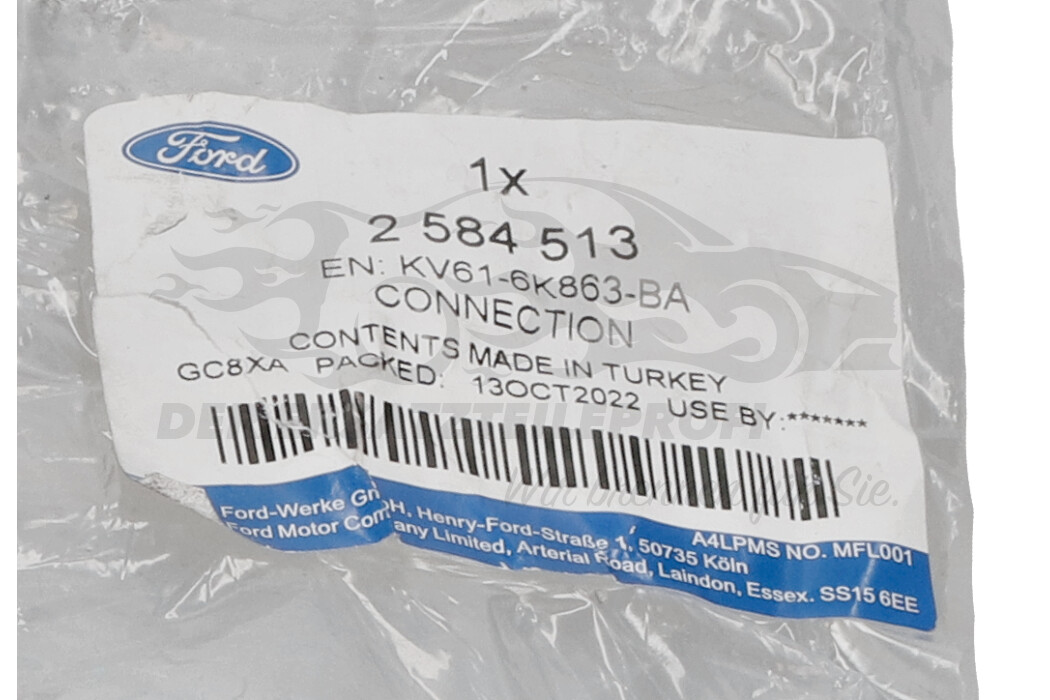 Ford
1x
2 584 513
EN: KV61-6K863-BA
CONNECTION
CONTENTS MADE IN TURKEY
GC8XA PACKED: 13OCT2022 USE BY:*******
A4LPMS NO. MFL001
Ford-Werke GmbH, Henry-Ford-Straße 1, 50735 Köln
Ford Motor Company Limited, Arterial Road, Laindon, Essex. SS15 6EE